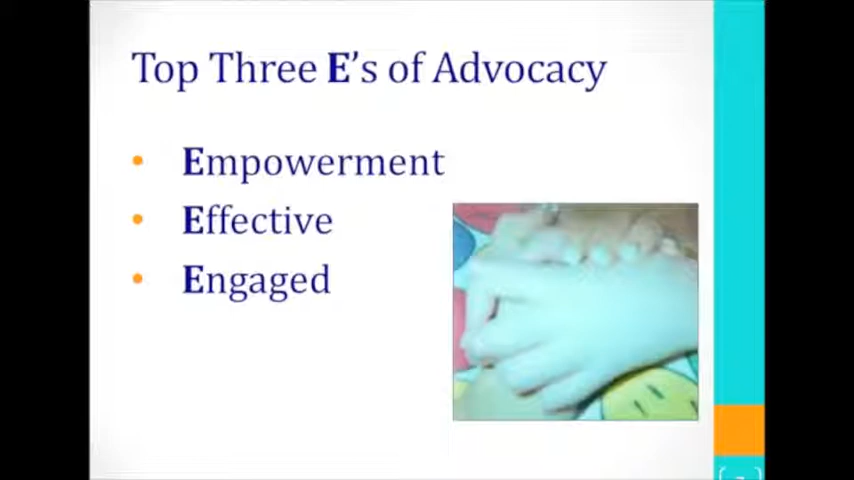 Top Three E's of Advocacy
• Empowerment
• Effective
• Engaged